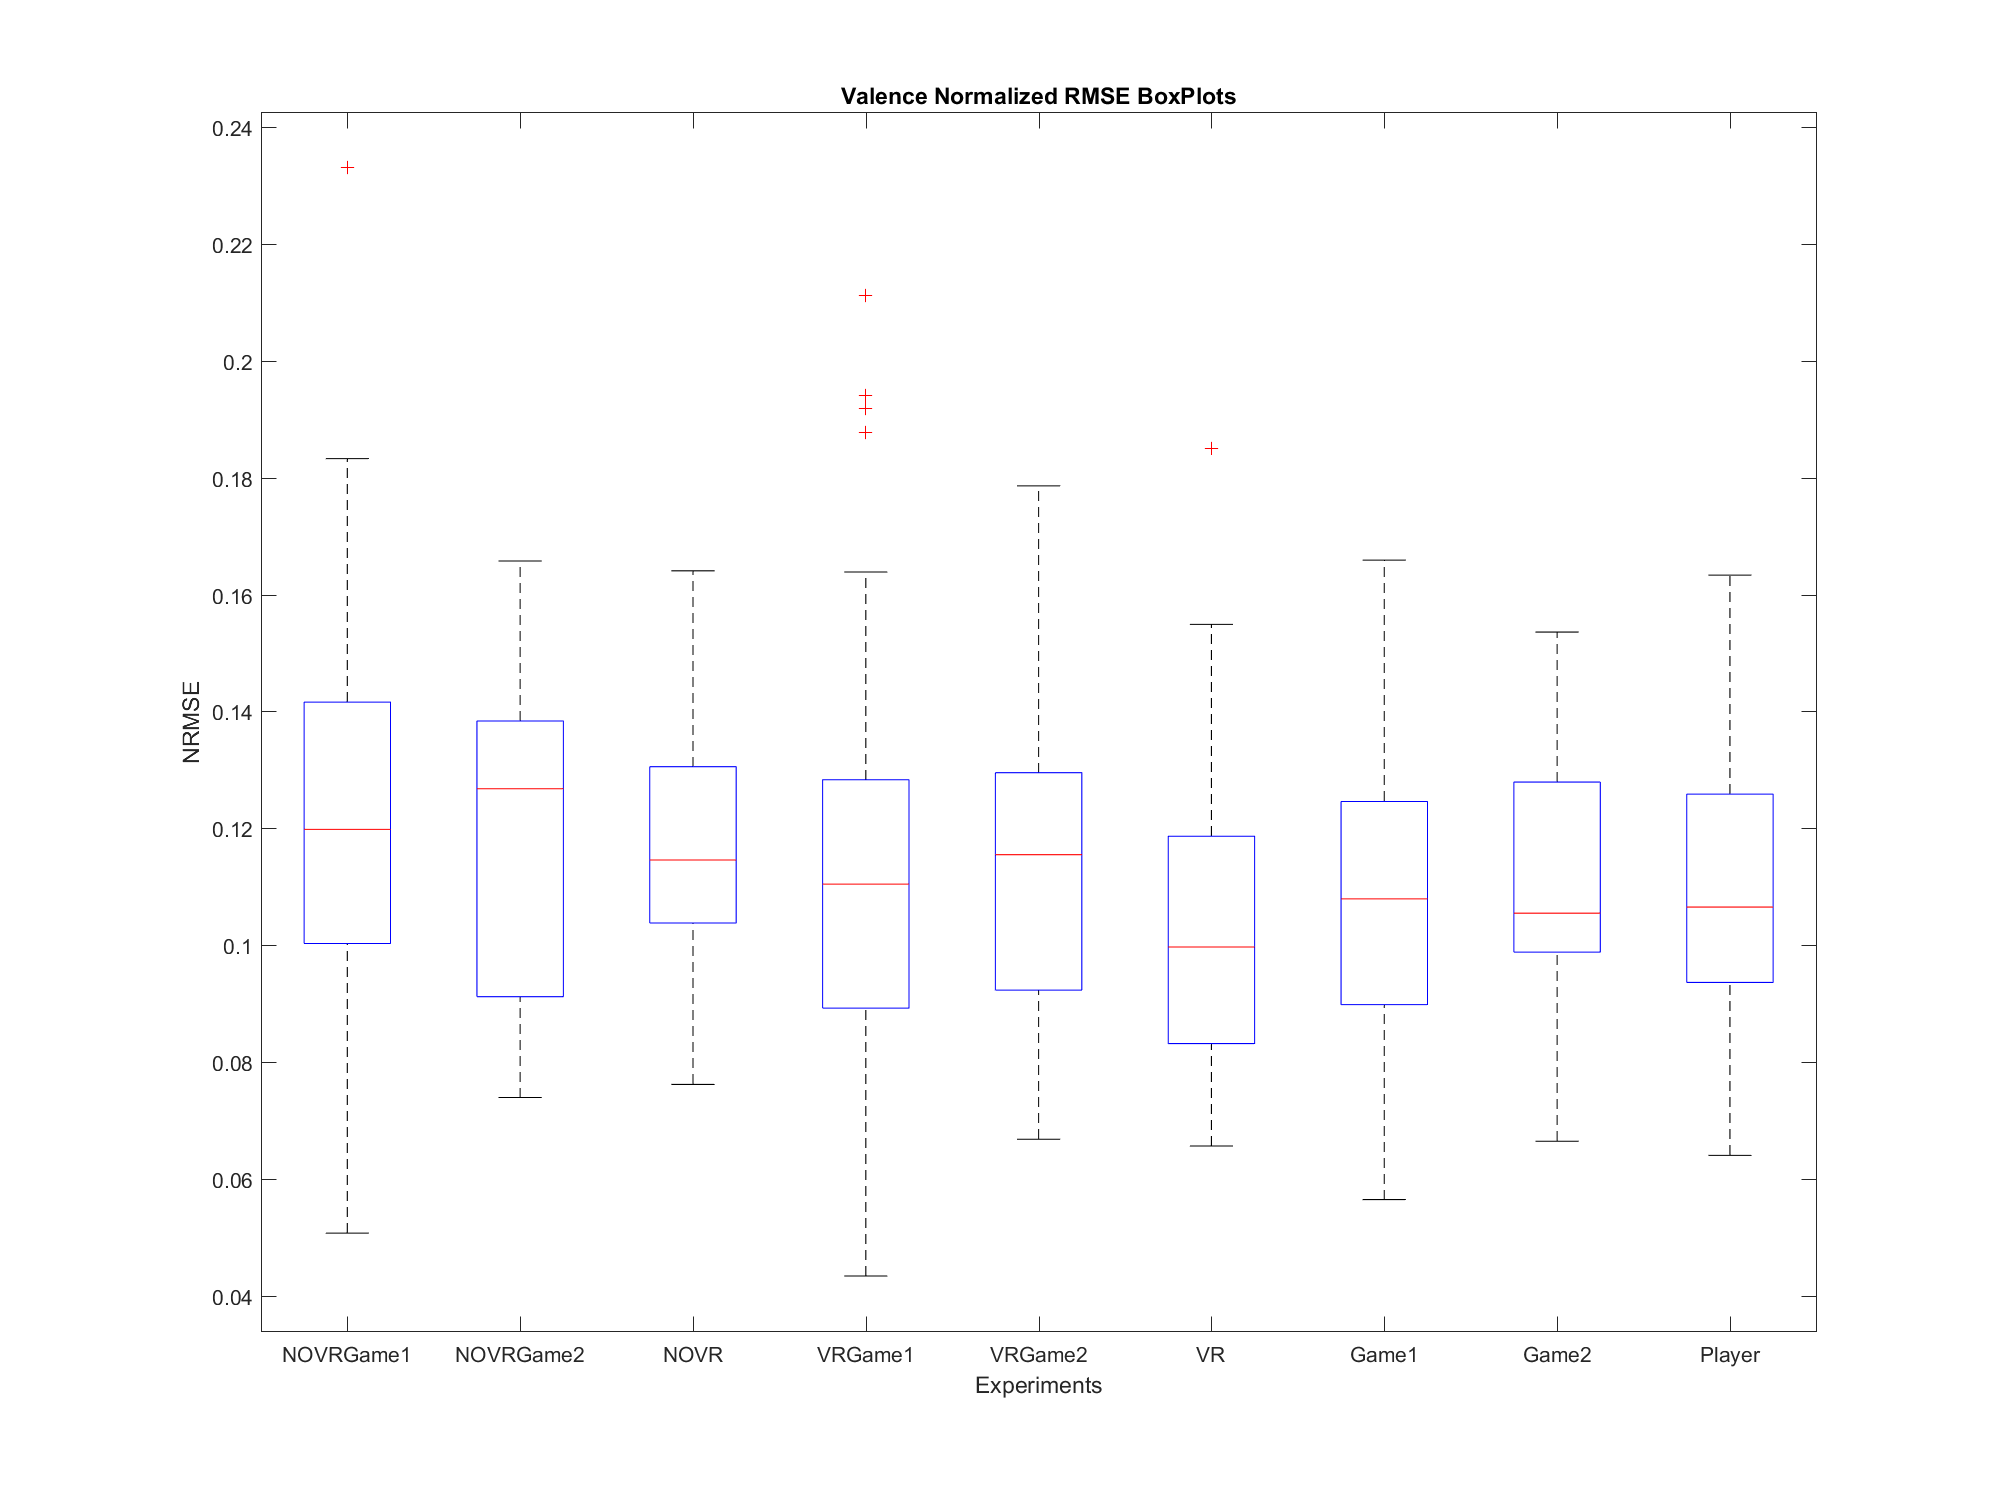 Valence Normalized RMSE BoxPlots
0.24
0.22
0.2
0.18
0.16
0.14
0.12
0.1
0.08
0.06
0.04
NRMSE
NOVRGame1 NOVRGame2 NOVR VRGame1 VRGame2 VR Game1 Game2 Player
Experiments